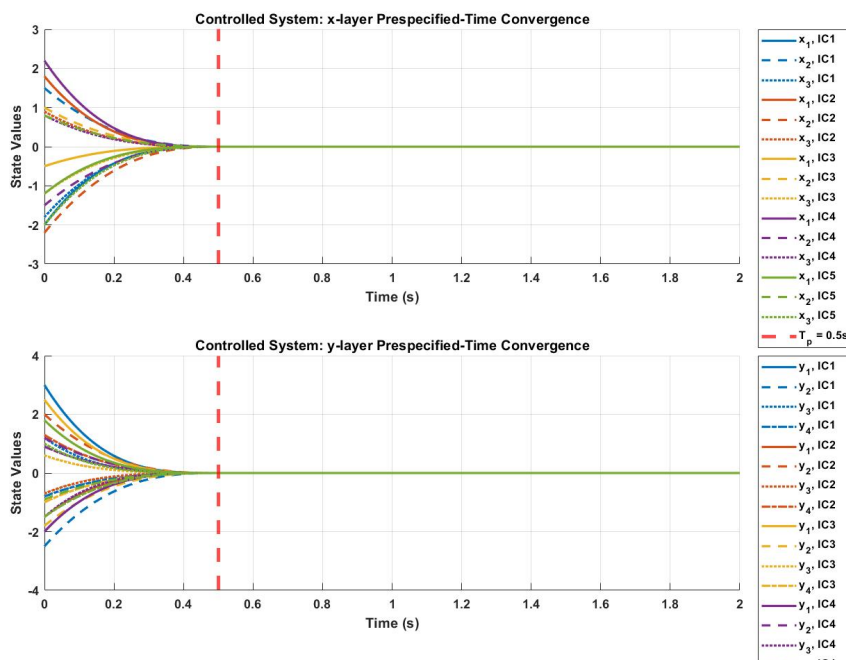 Controlled System: x-layer Prespecified-Time Convergence
3
2
1
0
-1
-2
-3
State Values
0
0.2
0.4
0.6
0.8
1
1.2
1.4
1.6
1.8
2
Time (s)
x1, IC1
x2, IC1
x3, IC1
x1, IC2
x2, IC2
x3, IC2
x1, IC3
x2, IC3
x3, IC3
x1, IC4
x2, IC4
x3, IC4
x1, IC5
x2, IC5
x3, IC5
Tp = 0.5s
Controlled System: y-layer Prespecified-Time Convergence
4
2
0
-2
-4
State Values
0
0.2
0.4
0.6
0.8
1
1.2
1.4
1.6
1.8
2
Time (s)
y1, IC1
y2, IC1
y3, IC1
y4, IC1
y1, IC2
y2, IC2
y3, IC2
y4, IC2
y1, IC3
y2, IC3
y3, IC3
y4, IC3
y1, IC4
y2, IC4
y3, IC4